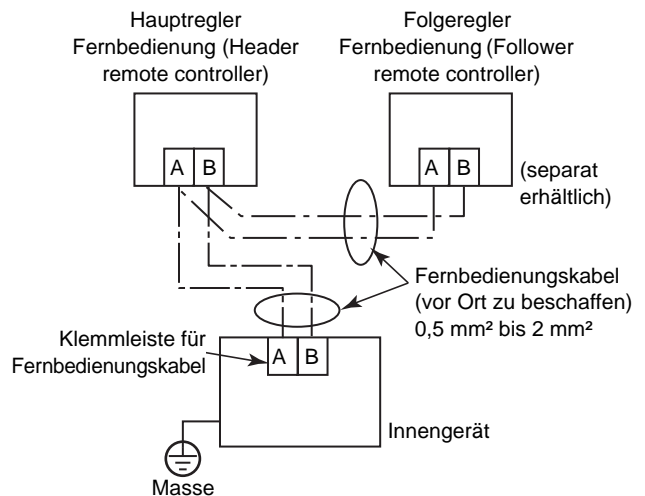 Hauptregler
Fernbedienung (Header
remote controller)
Folgeregler
Fernbedienung (Follower
remote controller)
A B
A B
(separat
erhältlich)
Fernbedienungskabel
(vor Ort zu beschaffen)
0,5 mm² bis 2 mm²
Klemmleiste für
Fernbedienungskabel
A B
Innengerät
Masse